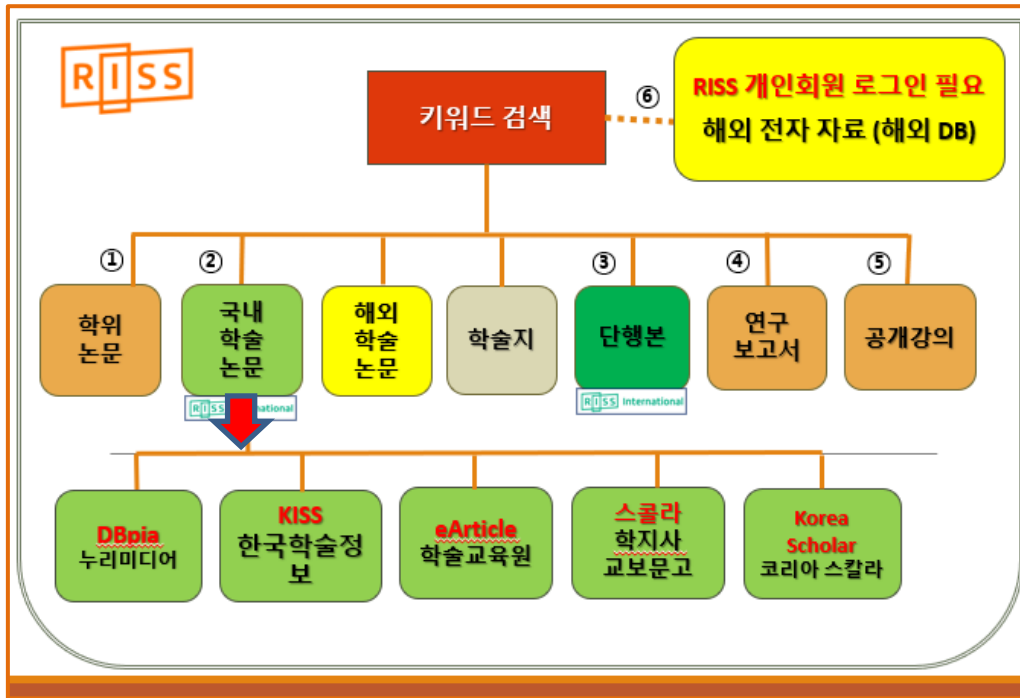 RISS
키워드 검색
⑥
RISS 개인회원 로그인 필요
해외 전자 자료 (해외 DB)
①
②
③
④
⑤
학위
논문
국내
학술
논문
해외
학술
논문
학술지
단행본
연구
보고서
공개강의
RISS national
RISS International
DBpia
누리미디어
KISS
한국학술정
보
eArticle
학술교육원
스콜라
학지사
교보문고
Korea
Scholar
코리아 스칼라